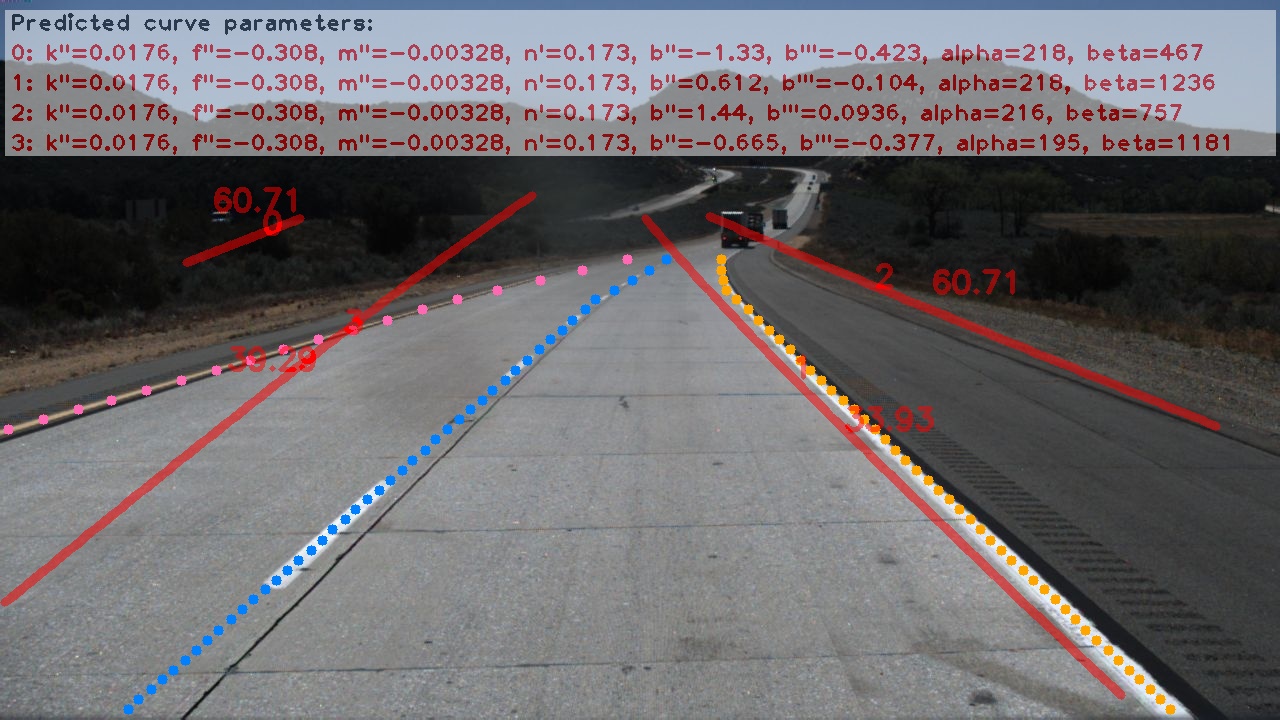 Predicted curve parameters:
0: k''=0.0176, f''=-0.308, m''=-0.00328, n'=0.173, b''=-1.33, b'''=-0.423, alpha=218, beta=467
1: k''=0.0176, f''=-0.308, m''=-0.00328, n'=0.173, b''=0.612, b'''=-0.104, alpha=218, beta=1236
2: k''=0.0176, f''=-0.308, m''=-0.00328, n'=0.173, b''=1.44, b'''=0.0936, alpha=216, beta=757
3: k''=0.0176, f''=-0.308, m''=-0.00328, n'=0.173, b''=-0.665, b'''=-0.377, alpha=195, beta=1181
60.71
0
2 60.71
3
39.29
1